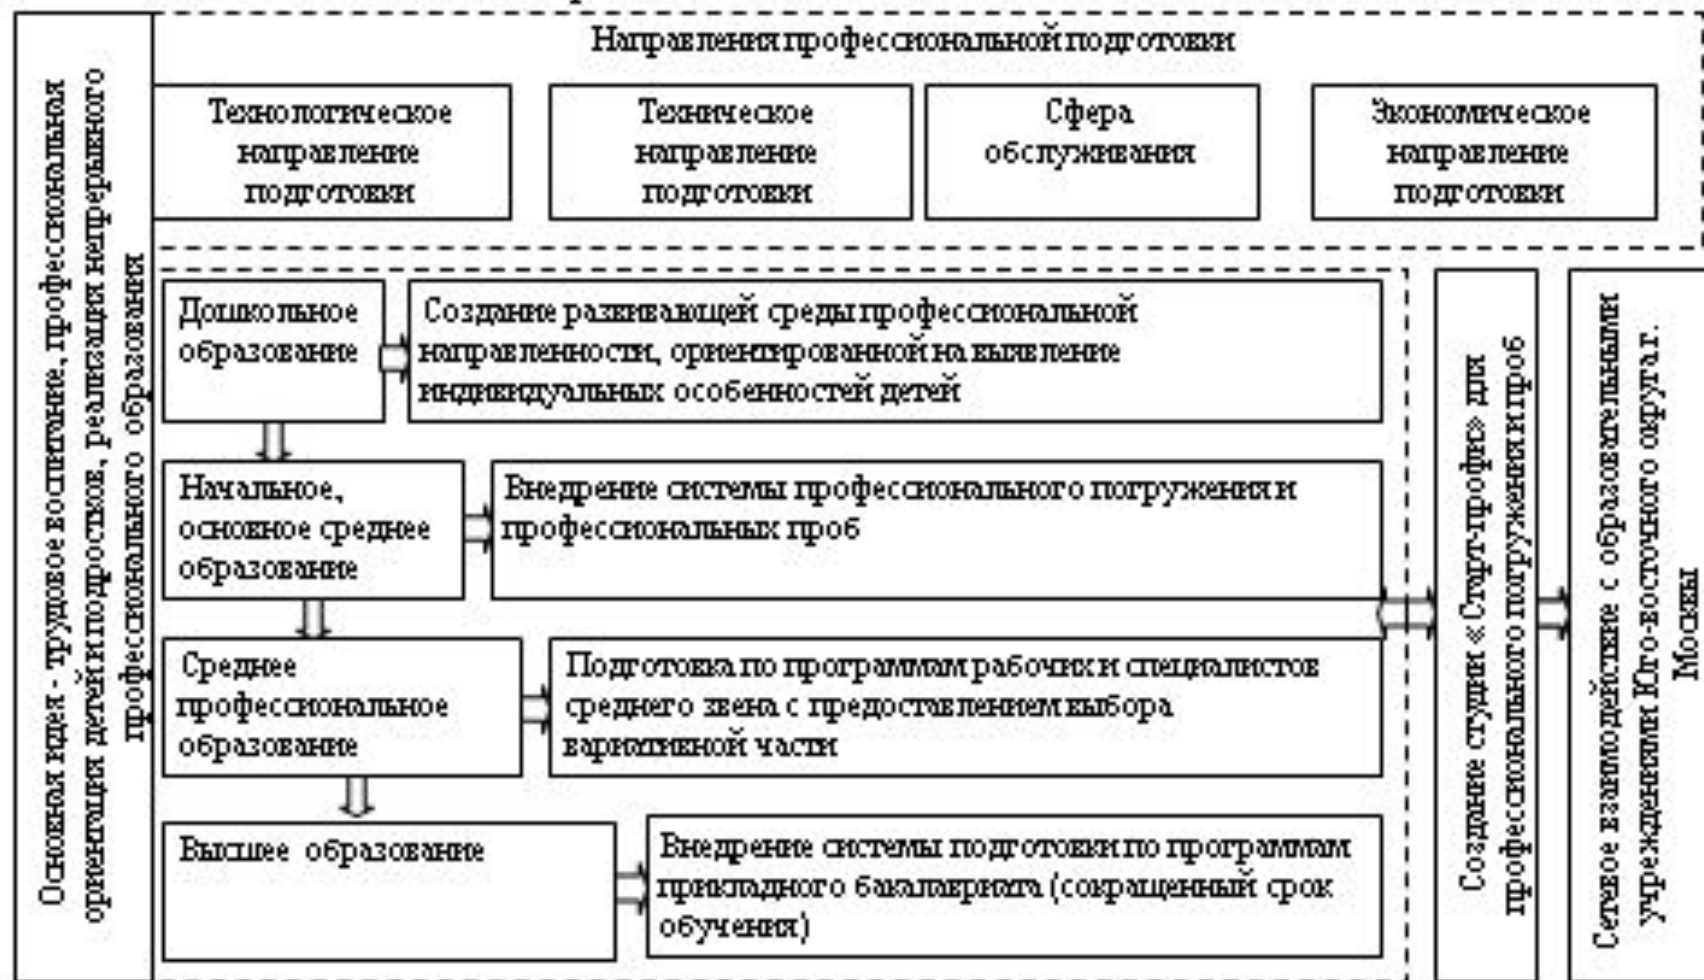 Основная идея - трудовое воспитание, профессиональная
ориентация детей и подростков, реализация непрерывного
профессионального образования
Направления профессиональной подготовки
Технологическое
направление
подготовки
Техническое
направление
подготовки
Сфера
обслуживания
Экономическое
направление
подготовки
Дошкольное
образование
Создание развивающей среды профессиональной
направленности, ориентированной на выявление
индивидуальных особенностей детей
Начальное,
основное среднее
образование
Внедрение системы профессионального погружения и
профессиональных проб
Среднее
профессиональное
образование
Подготовка по программам рабочих и специалистов
среднего звена с предоставлением выбора
вариативной части
Высшее образование
Внедрение системы подготовки по программам
прикладного бакалавриата (сокращенный срок
обучения)
Создание студии «Старт-профи» для
профессионального погружения и проб
Сетевое взаимодействие с образовательными
учреждениями Юго-восточного округа г.
Москвы